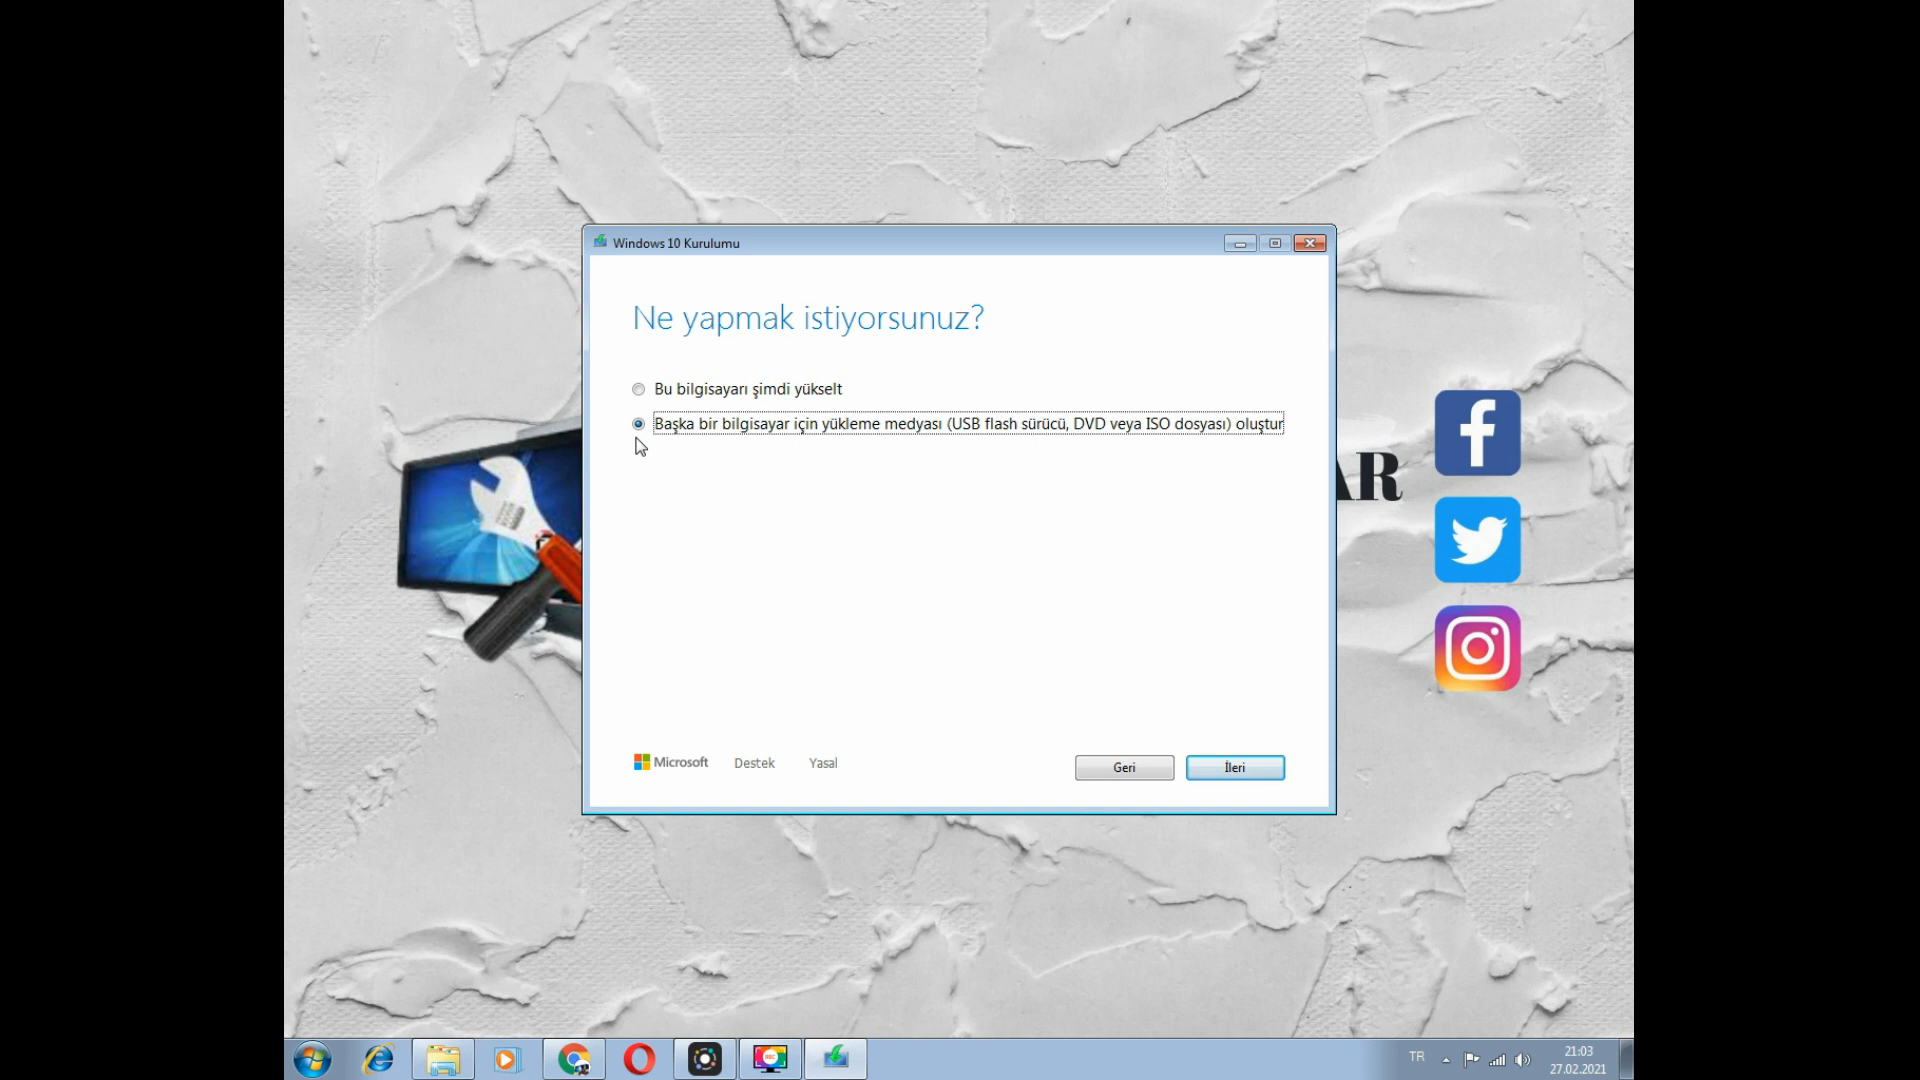 Windows 10 Kurulumu
Ne yapmak istiyorsunuz?
Bu bilgisayarı şimdi yükselt
Başka bir bilgisayar için yükleme medyası (USB flash sürücü, DVD veya ISO dosyası) oluştur
AR
Microsoft Destek Yasal
Geri İleri
TR
21:03
27.02.2021